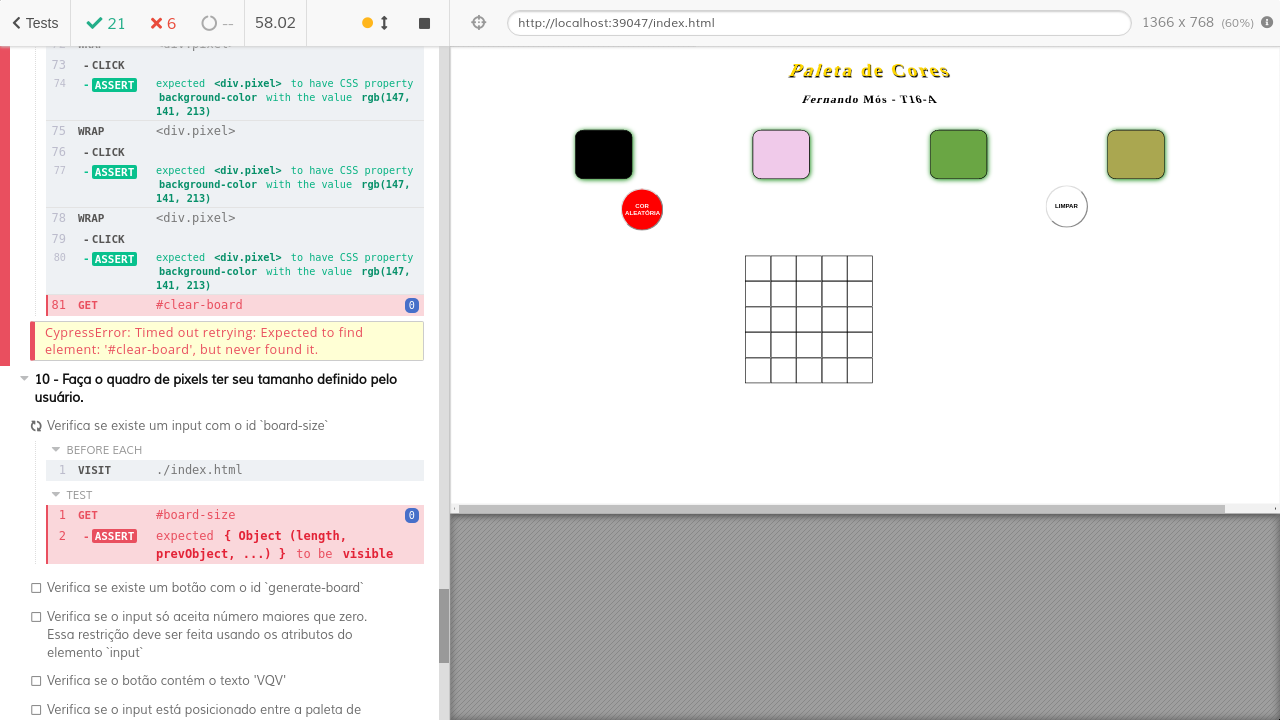 Tests 21 6 -- 58.02 http://localhost:39047/index.html 1366 x 768 (60%)
WRAP <div.pixel>
73 - CLICK
74 - ASSERT expected <div.pixel> to have CSS property
background-color with the value rgb(147,
141, 213)
75 WRAP <div.pixel>
76 - CLICK
77 - ASSERT expected <div.pixel> to have CSS property
background-color with the value rgb(147,
141, 213)
78 WRAP <div.pixel>
79 - CLICK
80 - ASSERT expected <div.pixel> to have CSS property
background-color with the value rgb(147,
141, 213)
81 GET #clear-board 0
CypressError: Timed out retrying: Expected to find
element: '#clear-board', but never found it.
10 - Faça o quadro de pixels ter seu tamanho definido pelo
usuário.
Verifica se existe um input com o id `board-size`
BEFORE EACH
1 VISIT ./index.html
TEST
1 GET #board-size 0
2 - ASSERT expected { Object (length,
prevObject, ...) } to be visible
Verifica se existe um botão com o id `generate-board`
Verifica se o input só aceita número maiores que zero.
Essa restrição deve ser feita usando os atributos do
elemento `input`
Verifica se o botão contém o texto 'VQV'
Verifica se o input está posicionado entre a paleta de
Paleta de Cores
Fernando Mós - T16-A
COR
ALEATÓRIA
LIMPAR